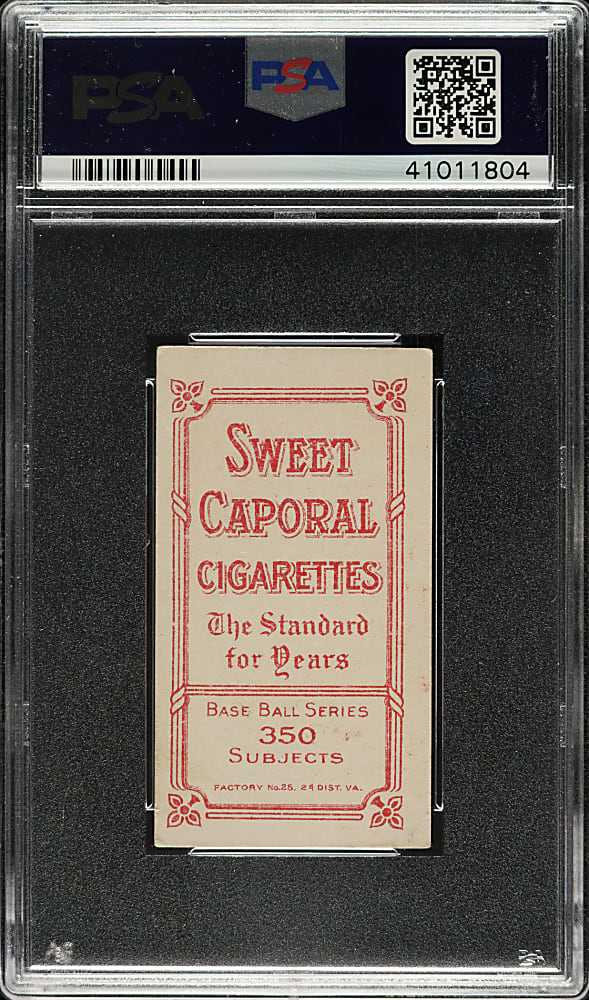 PSA PSA
41011804
SWEET
CAPORAL
CIGARETTES
The Standard
for Years
BASE BALL SERIES
350
SUBJECTS
FACTORY No.25, 2d DIST. VA.